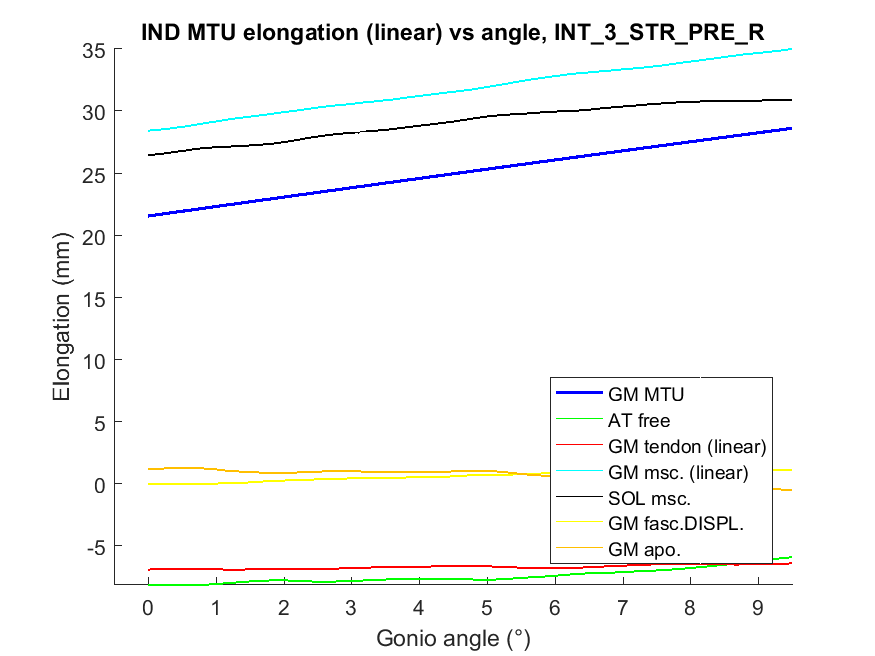 IND MTU elongation (linear) vs angle, INT_3_STR_PRE_R
35
30
25
20
15
10
5
0
-5
Elongation (mm)
GM MTU
AT free
GM tendon (linear)
GM msc. (linear)
SOL msc.
GM fasc.DISPL.
GM apo.
0 1 2 3 4 5 6 7 8 9
Gonio angle (°)